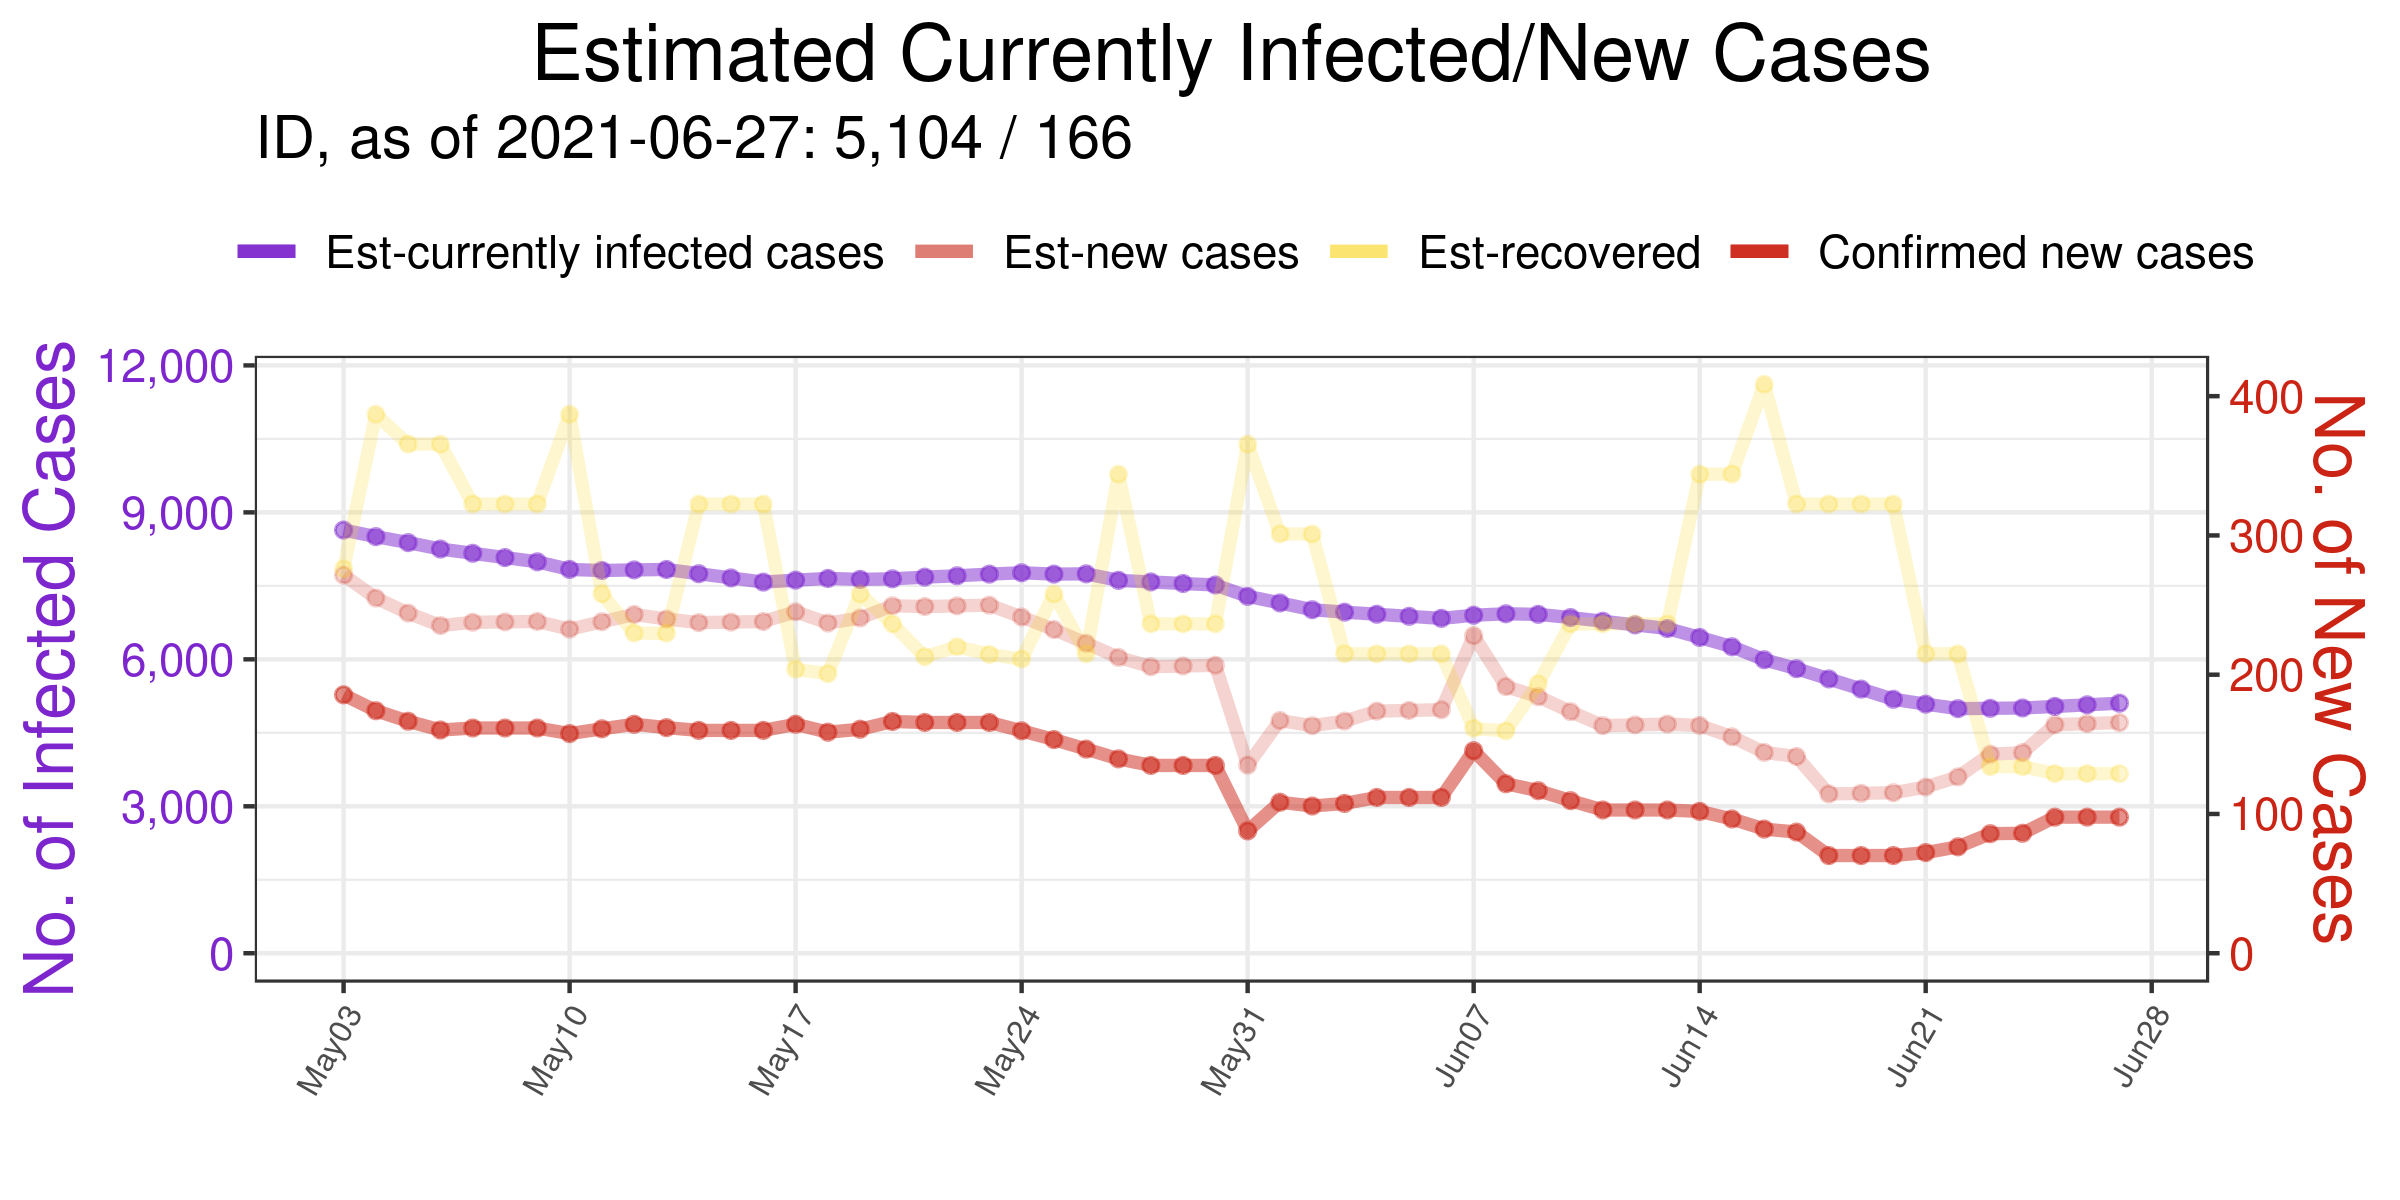 Estimated Currently Infected/New Cases
ID, as of 2021-06-27: 5,104 / 166
Est-currently infected cases Est-new cases Est-recovered Confirmed new cases
No. of Infected Cases
12,000
9,000
6,000
3,000
0
400
300
200
100
0
No. of New Cases
May03 May10 May17 May24 May31 Jun07 Jun14 Jun21 Jun28